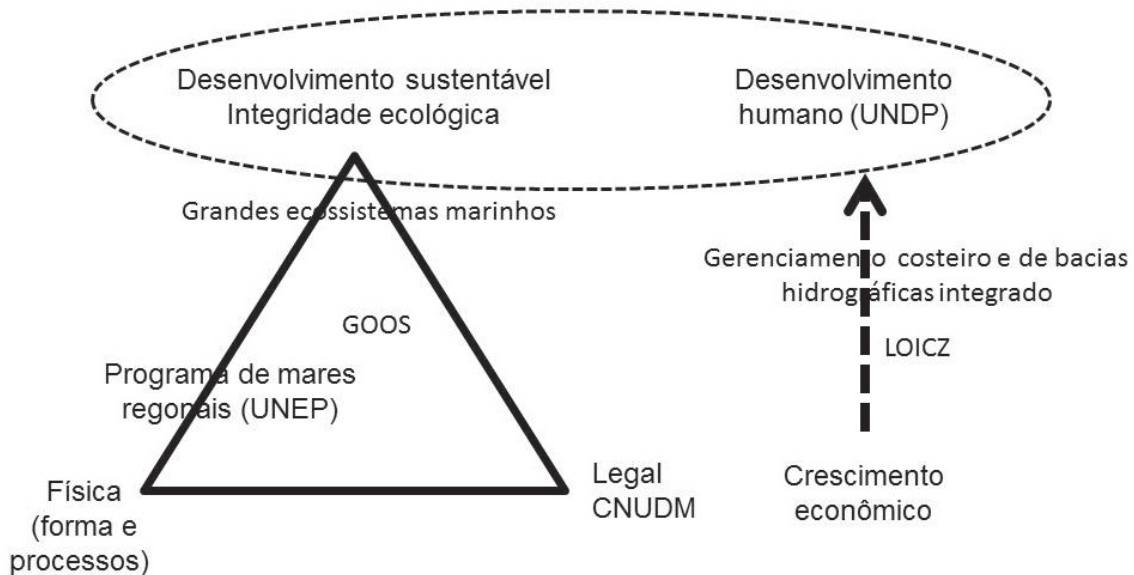 Desenvolvimento sustentável
Integridade ecológica
Desenvolvimento
humano (UNDP)
Grandes ecossistemas marinhos
Gerenciamento costeiro e de bacias
hidrográficas integrado
GOOS
LOICZ
Programa de mares
regonais (UNEP)
Física
(forma e
processos)
Legal
CNUDM
Crescimento
econômico